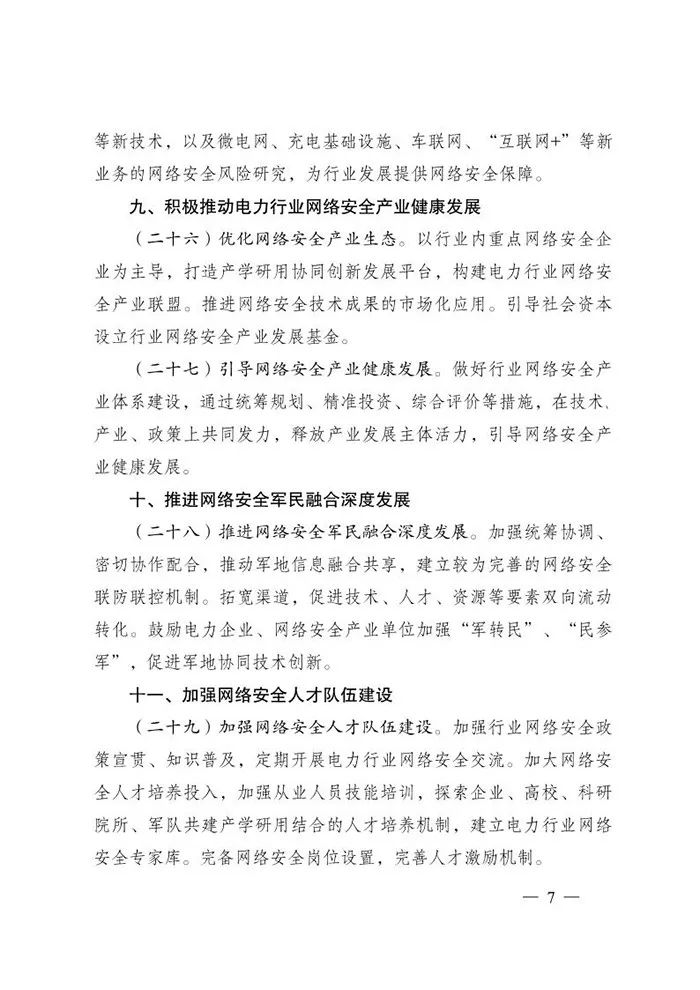 等新技术，以及微电网、充电基础设施、车联网、“互联网+”等新
业务的网络安全风险研究，为行业发展提供网络安全保障。
九、积极推动电力行业网络安全产业健康发展
（二十六）优化网络安全产业生态。以行业内重点网络安全企
业为主导，打造产学研用协同创新发展平台，构建电力行业网络安
全产业联盟。推进网络安全技术成果的市场化应用。引导社会资本
设立行业网络安全产业发展基金。
（二十七）引导网络安全产业健康发展。做好行业网络安全产
业体系建设，通过统筹规划、精准投资、综合评价等措施，在技术、
产业、政策上共同发力，释放产业发展主体活力，引导网络安全产
业健康发展。
十、推进网络安全军民融合深度发展
（二十八）推进网络安全军民融合深度发展。加强统筹协调、
密切协作配合，推动军地信息融合共享，建立较为完善的网络安全
联防联控机制。拓宽渠道，促进技术、人才、资源等要素双向流动
转化。鼓励电力企业、网络安全产业单位加强“军转民”、“民参
军”，促进军地协同技术创新。
十一、加强网络安全人才队伍建设
（二十九）加强网络安全人才队伍建设。加强行业网络安全政
策宣贯、知识普及，定期开展电力行业网络安全交流。加大网络安
全人才培养投入，加强从业人员技能培训，探索企业、高校、科研
院所、军队共建产学研用结合的人才培养机制，建立电力行业网络
安全专家库。完备网络安全岗位设置，完善人才激励机制。
— 7 —